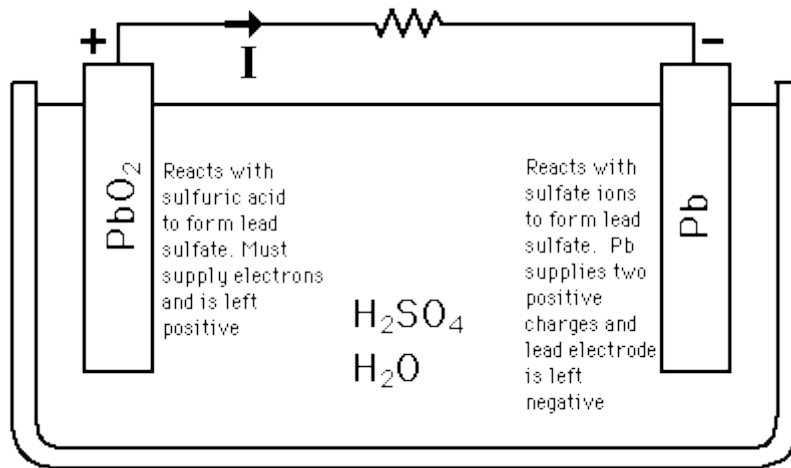 +
I
−
PbO₂
Reacts with
sulfuric acid
to form lead
sulfate. Must
supply electrons
and is left
positive
H₂SO₄
H₂O
Reacts with
sulfate ions
to form lead
sulfate. Pb
supplies two
positive
charges and
lead electrode
is left
negative
Pb